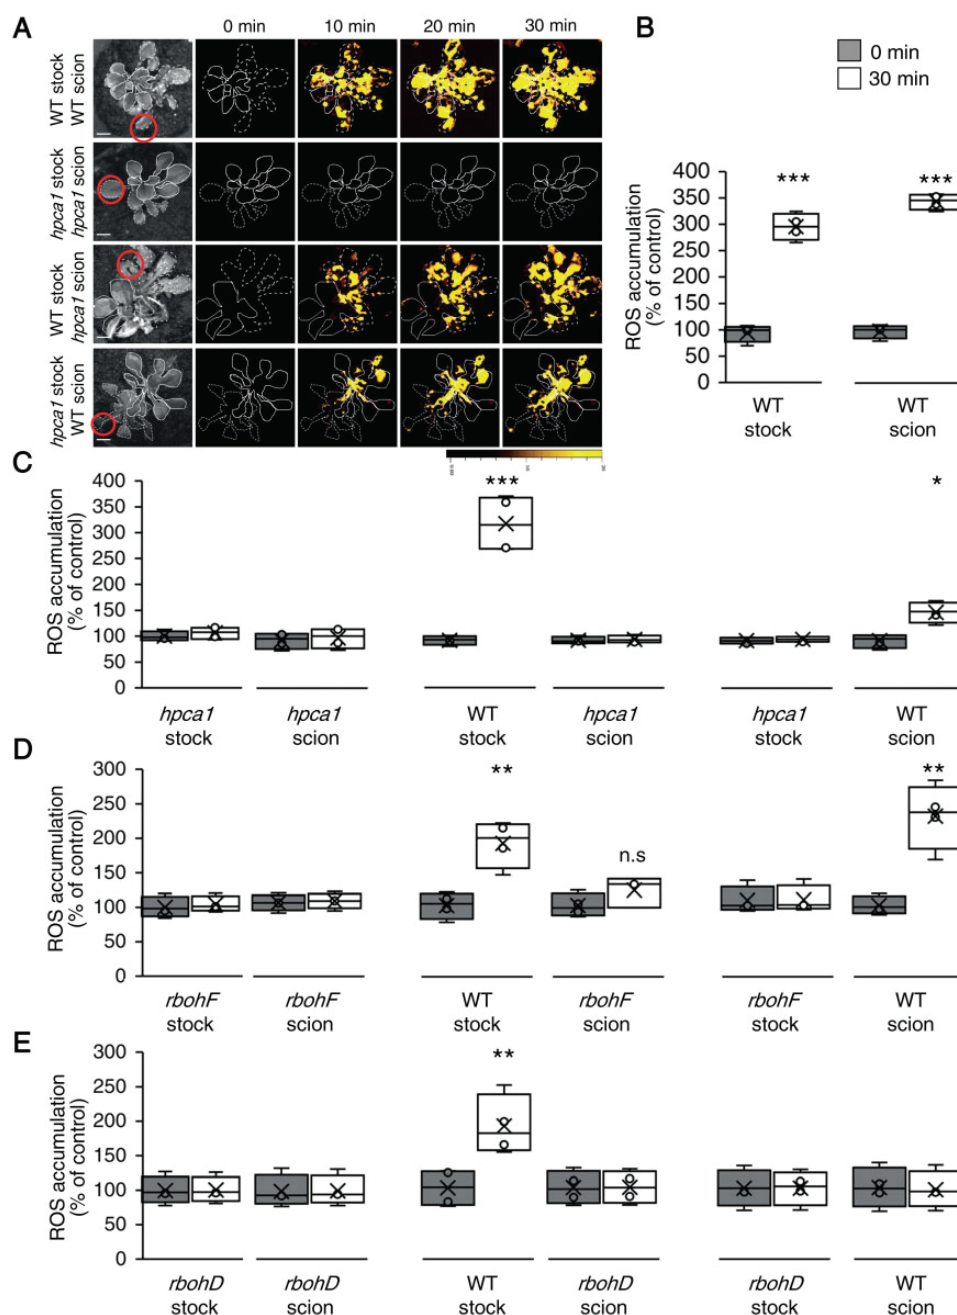 A
0 min
10 min
20 min
30 min
WT stock
WT scion
hpca1 stock
hpca1 scion
WT stock
hpca1 scion
hpca1 stock
WT scion
B
0 min
30 min
ROS accumulation
(% of control)
400
350
300
250
200
150
100
50
0
***
***
WT
stock
WT
scion
C
ROS accumulation
(% of control)
400
350
300
250
200
150
100
50
0
***
*
hpca1
stock
hpca1
scion
WT
stock
hpca1
scion
hpca1
stock
WT
scion
D
ROS accumulation
(% of control)
300
250
200
150
100
50
0
**
n.s
**
rbohF
stock
rbohF
scion
WT
stock
rbohF
scion
rbohF
stock
WT
scion
E
ROS accumulation
(% of control)
300
250
200
150
100
50
0
**
rbohD
stock
rbohD
scion
WT
stock
rbohD
scion
rbohD
stock
WT
scion